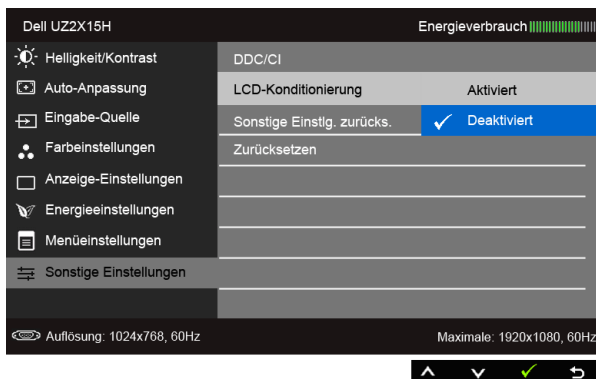 Dell UZ2X15H Energieverbrauch
Helligkeit/Kontrast DDC/CI
Auto-Anpassung LCD-Konditionierung Aktiviert
Eingabe-Quelle Sonstige Einstlg. zurücks. Deaktiviert
Farbeinstellungen Zurücksetzen
Anzeige-Einstellungen
Energieeinstellungen
Menüeinstellungen
Sonstige Einstellungen
Auflösung: 1024x768, 60Hz Maximale: 1920x1080, 60Hz